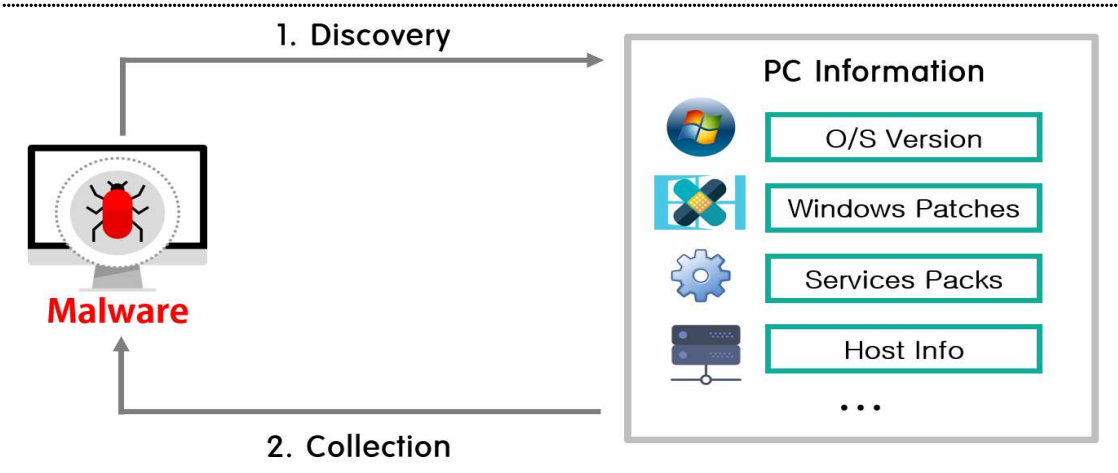 1. Discovery
PC Information
O/S Version
Windows Patches
Services Packs
Host Info
...
Malware
2. Collection